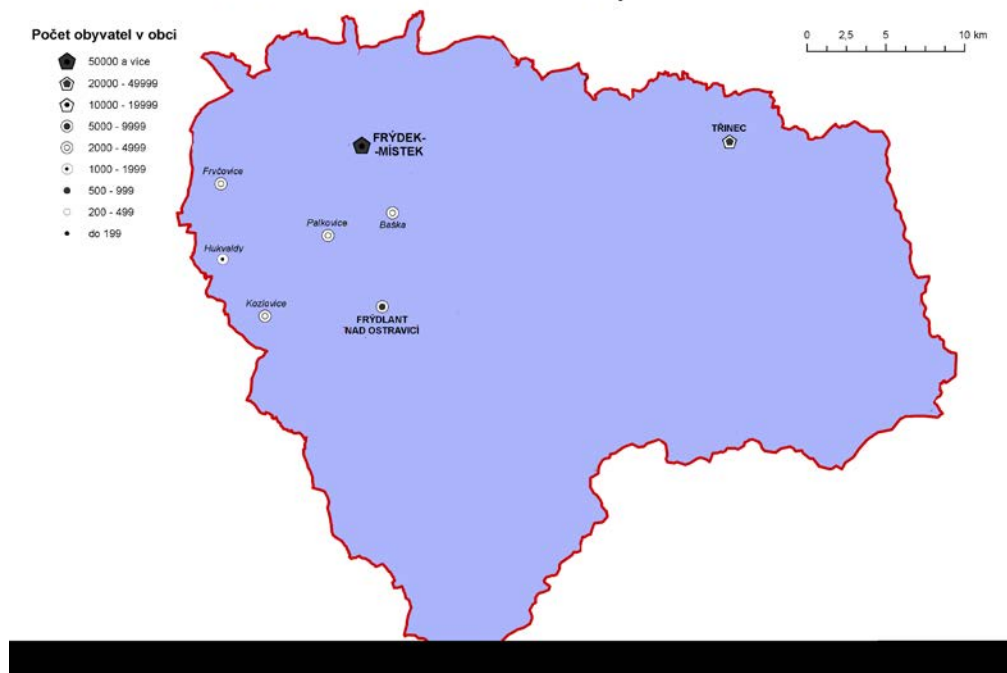 Počet obyvatel v obci
50000 a více
20000 - 49999
10000 - 19999
5000 - 9999
2000 - 4999
1000 - 1999
500 - 999
200 - 499
do 199
0 2,5 5 10 km
FRÝDEK-
-MÍSTEK
TŘINEC
Fryčovice
Palkovice
Baška
Hukvaldy
Kozlovice
FRÝDLANT
NAD OSTRAVICÍ